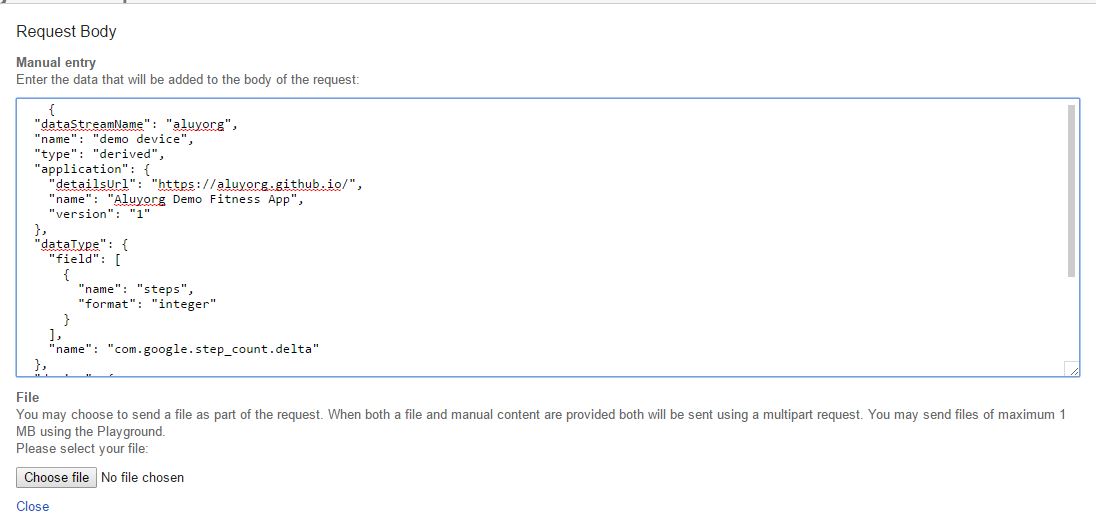 Request Body
Manual entry
Enter the data that will be added to the body of the request:
{
"dataStreamName": "aluyorg",
"name": "demo device",
"type": "derived",
"application": {
"detailsUrl": "https://aluyorg.github.io/",
"name": "Aluyorg Demo Fitness App",
"version": "1"
},
"dataType": {
"field": [
{
"name": "steps",
"format": "integer"
}
],
"name": "com.google.step_count.delta"
},
File
You may choose to send a file as part of the request. When both a file and manual content are provided both will be sent using a multipart request. You may send files of maximum 1
MB using the Playground.
Please select your file:
Choose file No file chosen
Close